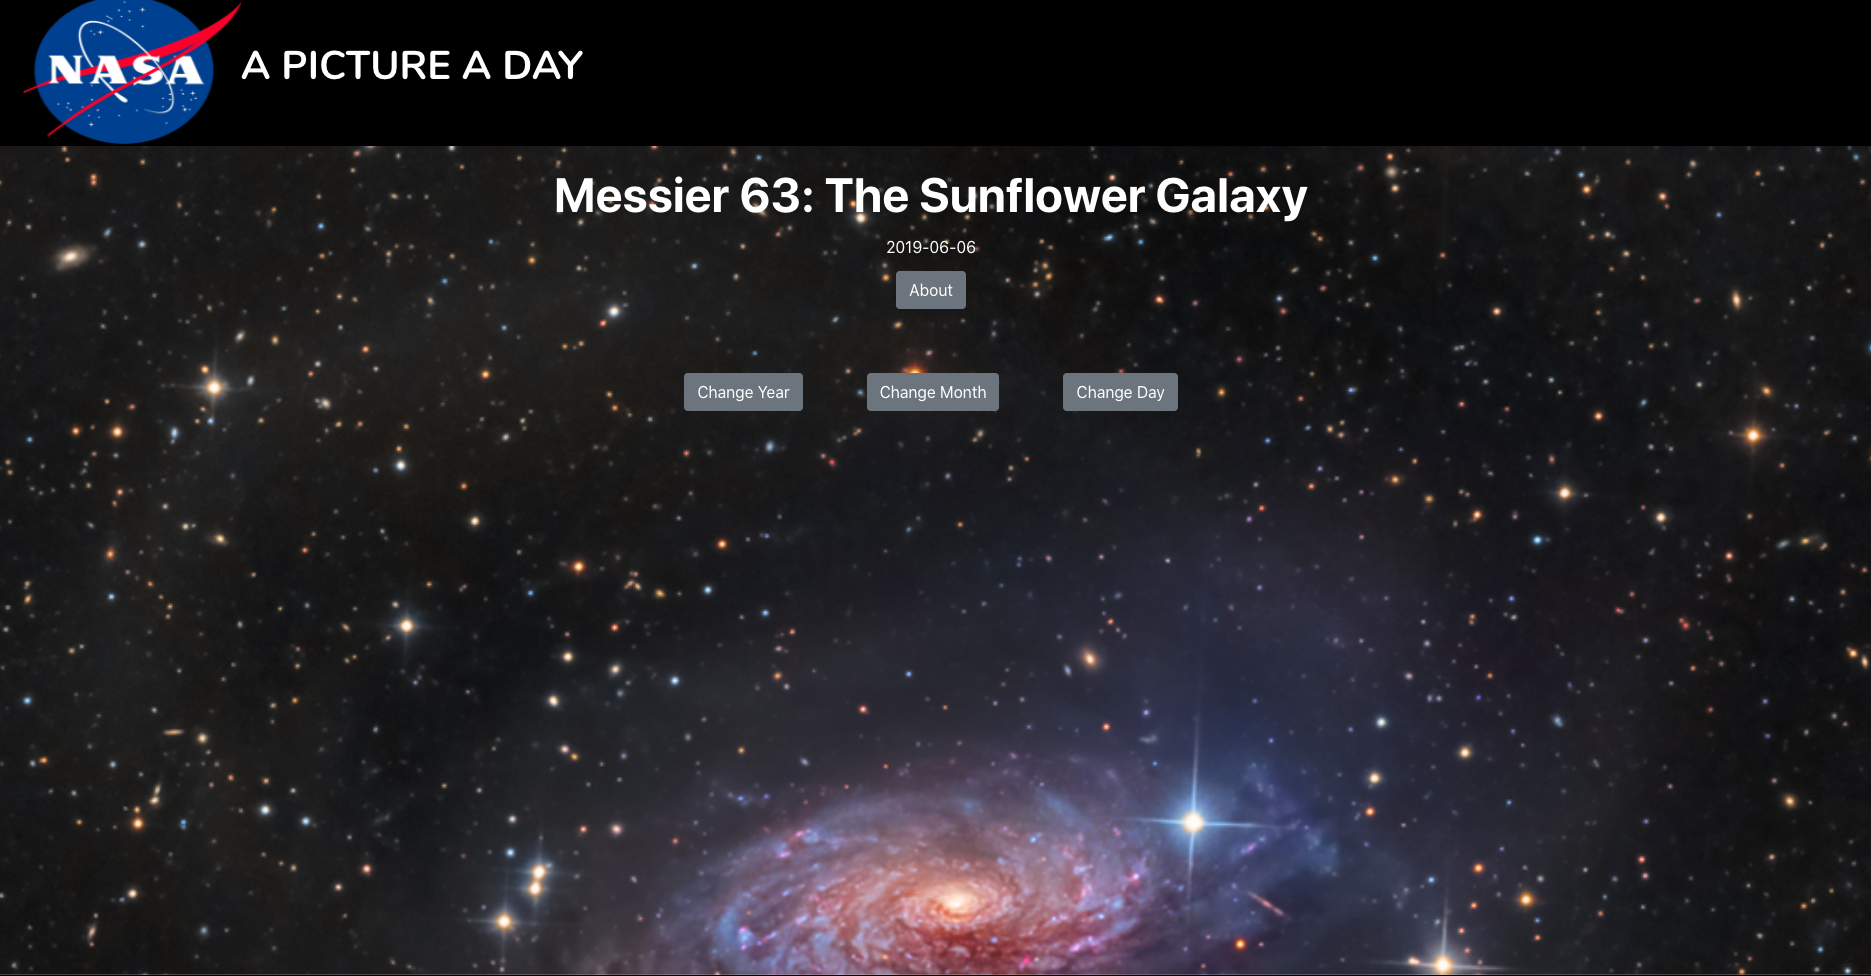 NASA
A PICTURE A DAY
Messier 63: The Sunflower Galaxy
2019-06-06
About
Change Year
Change Month
Change Day